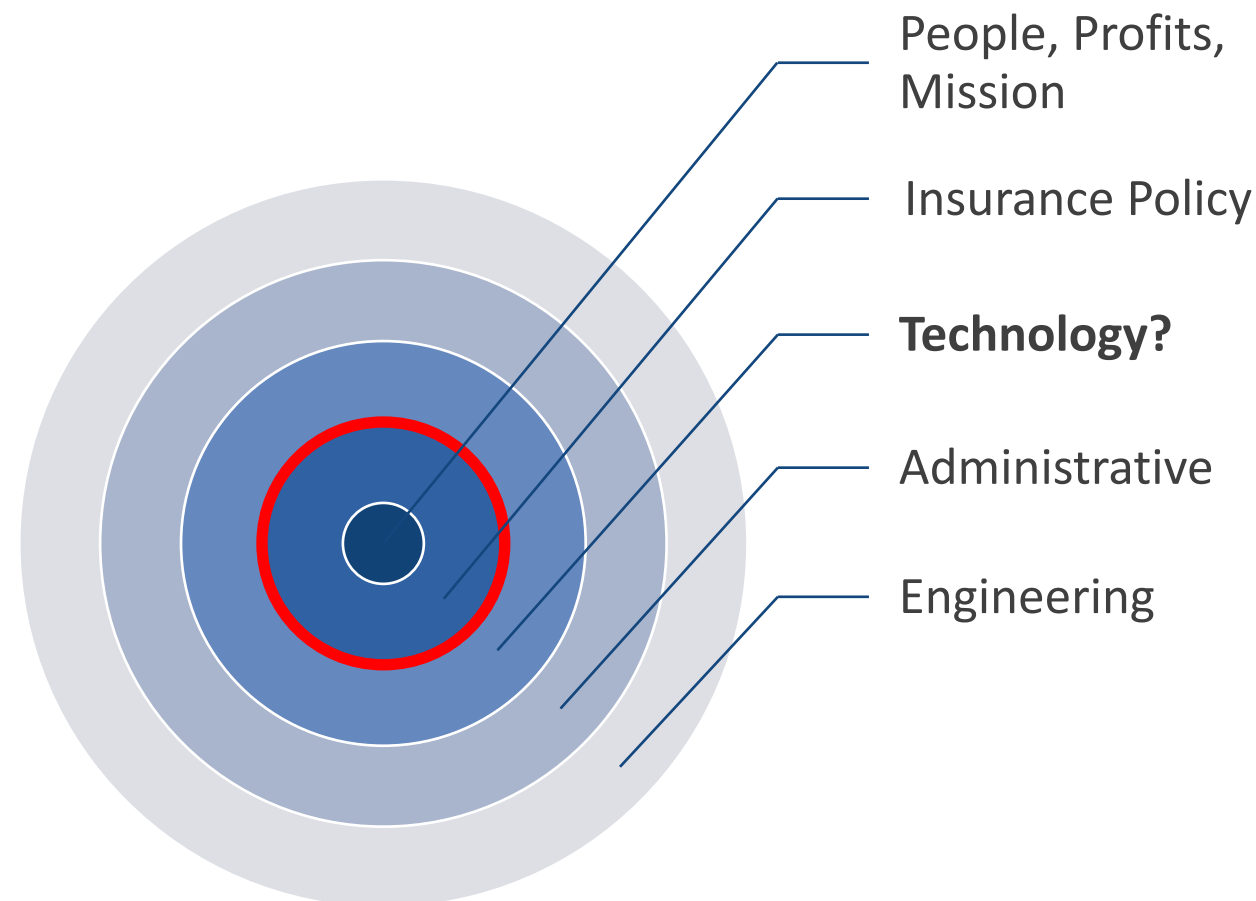 People, Profits,
Mission
Insurance Policy
Technology?
Administrative
Engineering